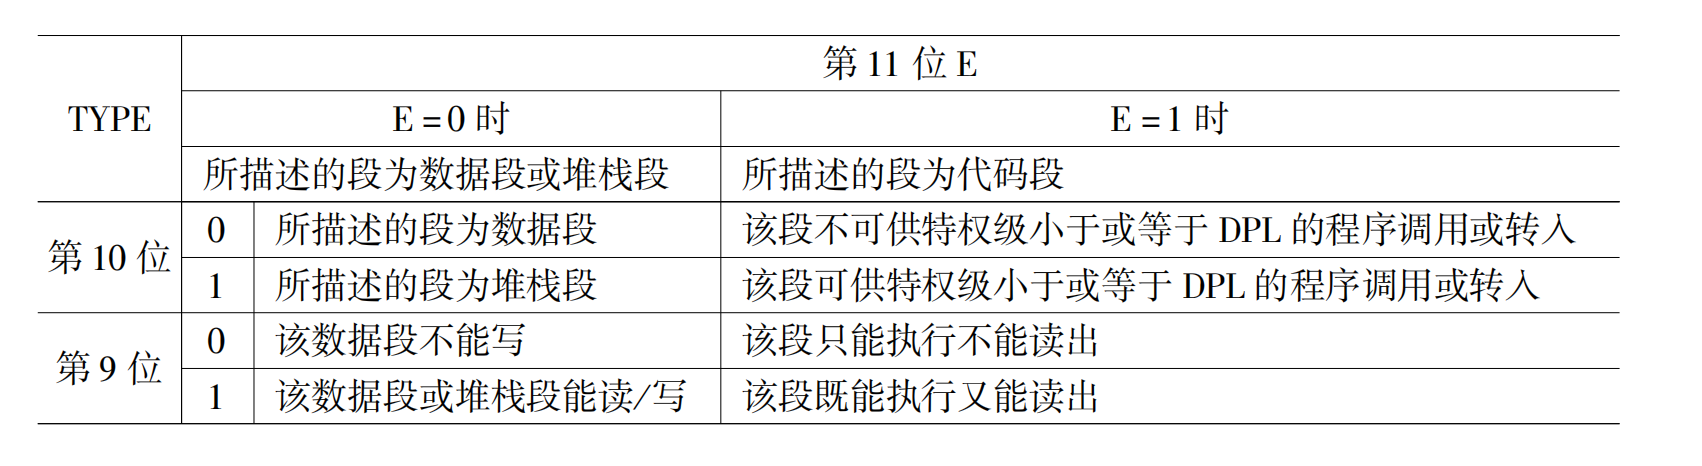 第 11 位 E
TYPE
E = 0 时 E = 1 时
所描述的段为数据段或堆栈段 所描述的段为代码段
第 10 位
0 所描述的段为数据段 该段不可供特权级小于或等于 DPL 的程序调用或转入
1 所描述的段为堆栈段 该段可供特权级小于或等于 DPL 的程序调用或转入
第 9 位
0 该数据段不能写 该段只能执行不能读出
1 该数据段或堆栈段能读/写 该段既能执行又能读出